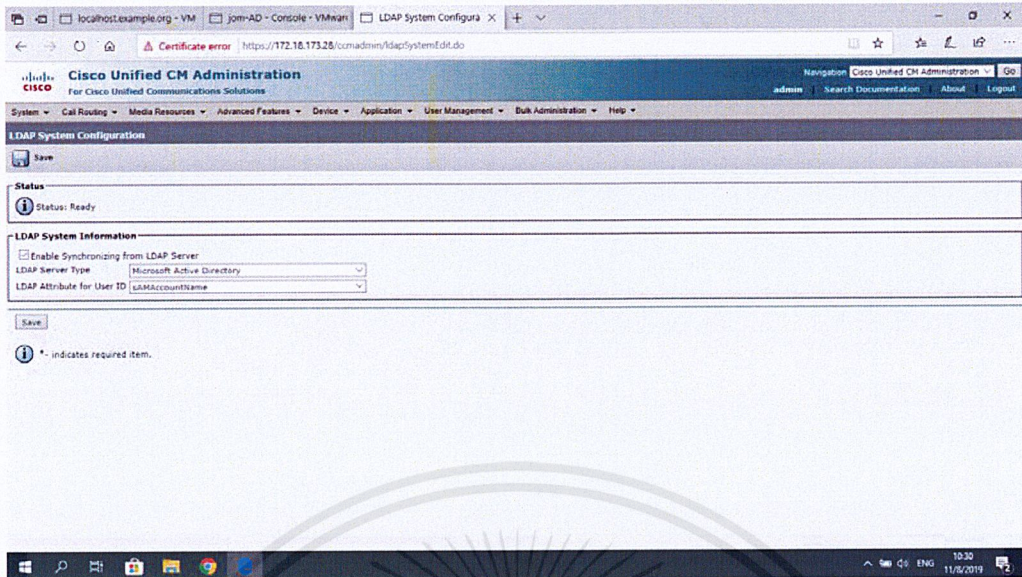 localhost.example.org - VM
jom-AD - Console - VMwar
LDAP System Configura
Certificate error https://172.18.173.28/ccmadmin/ldapSystemEdit.do
CISCO
Cisco Unified CM Administration
For Cisco Unified Communications Solutions
Navigation Cisco Unified CM Administration Go
admin Search Documentation About Logout
System Call Routing Media Resources Advanced Features Device Application User Management Bulk Administration Help
LDAP System Configuration
Save
Status
Status: Ready
LDAP System Information
Enable Synchronizing from LDAP Server
LDAP Server Type Microsoft Active Directory
LDAP Attribute for User ID sAMAccountName
Save
*- indicates required item.
ENG
10:30
11/8/2019
2